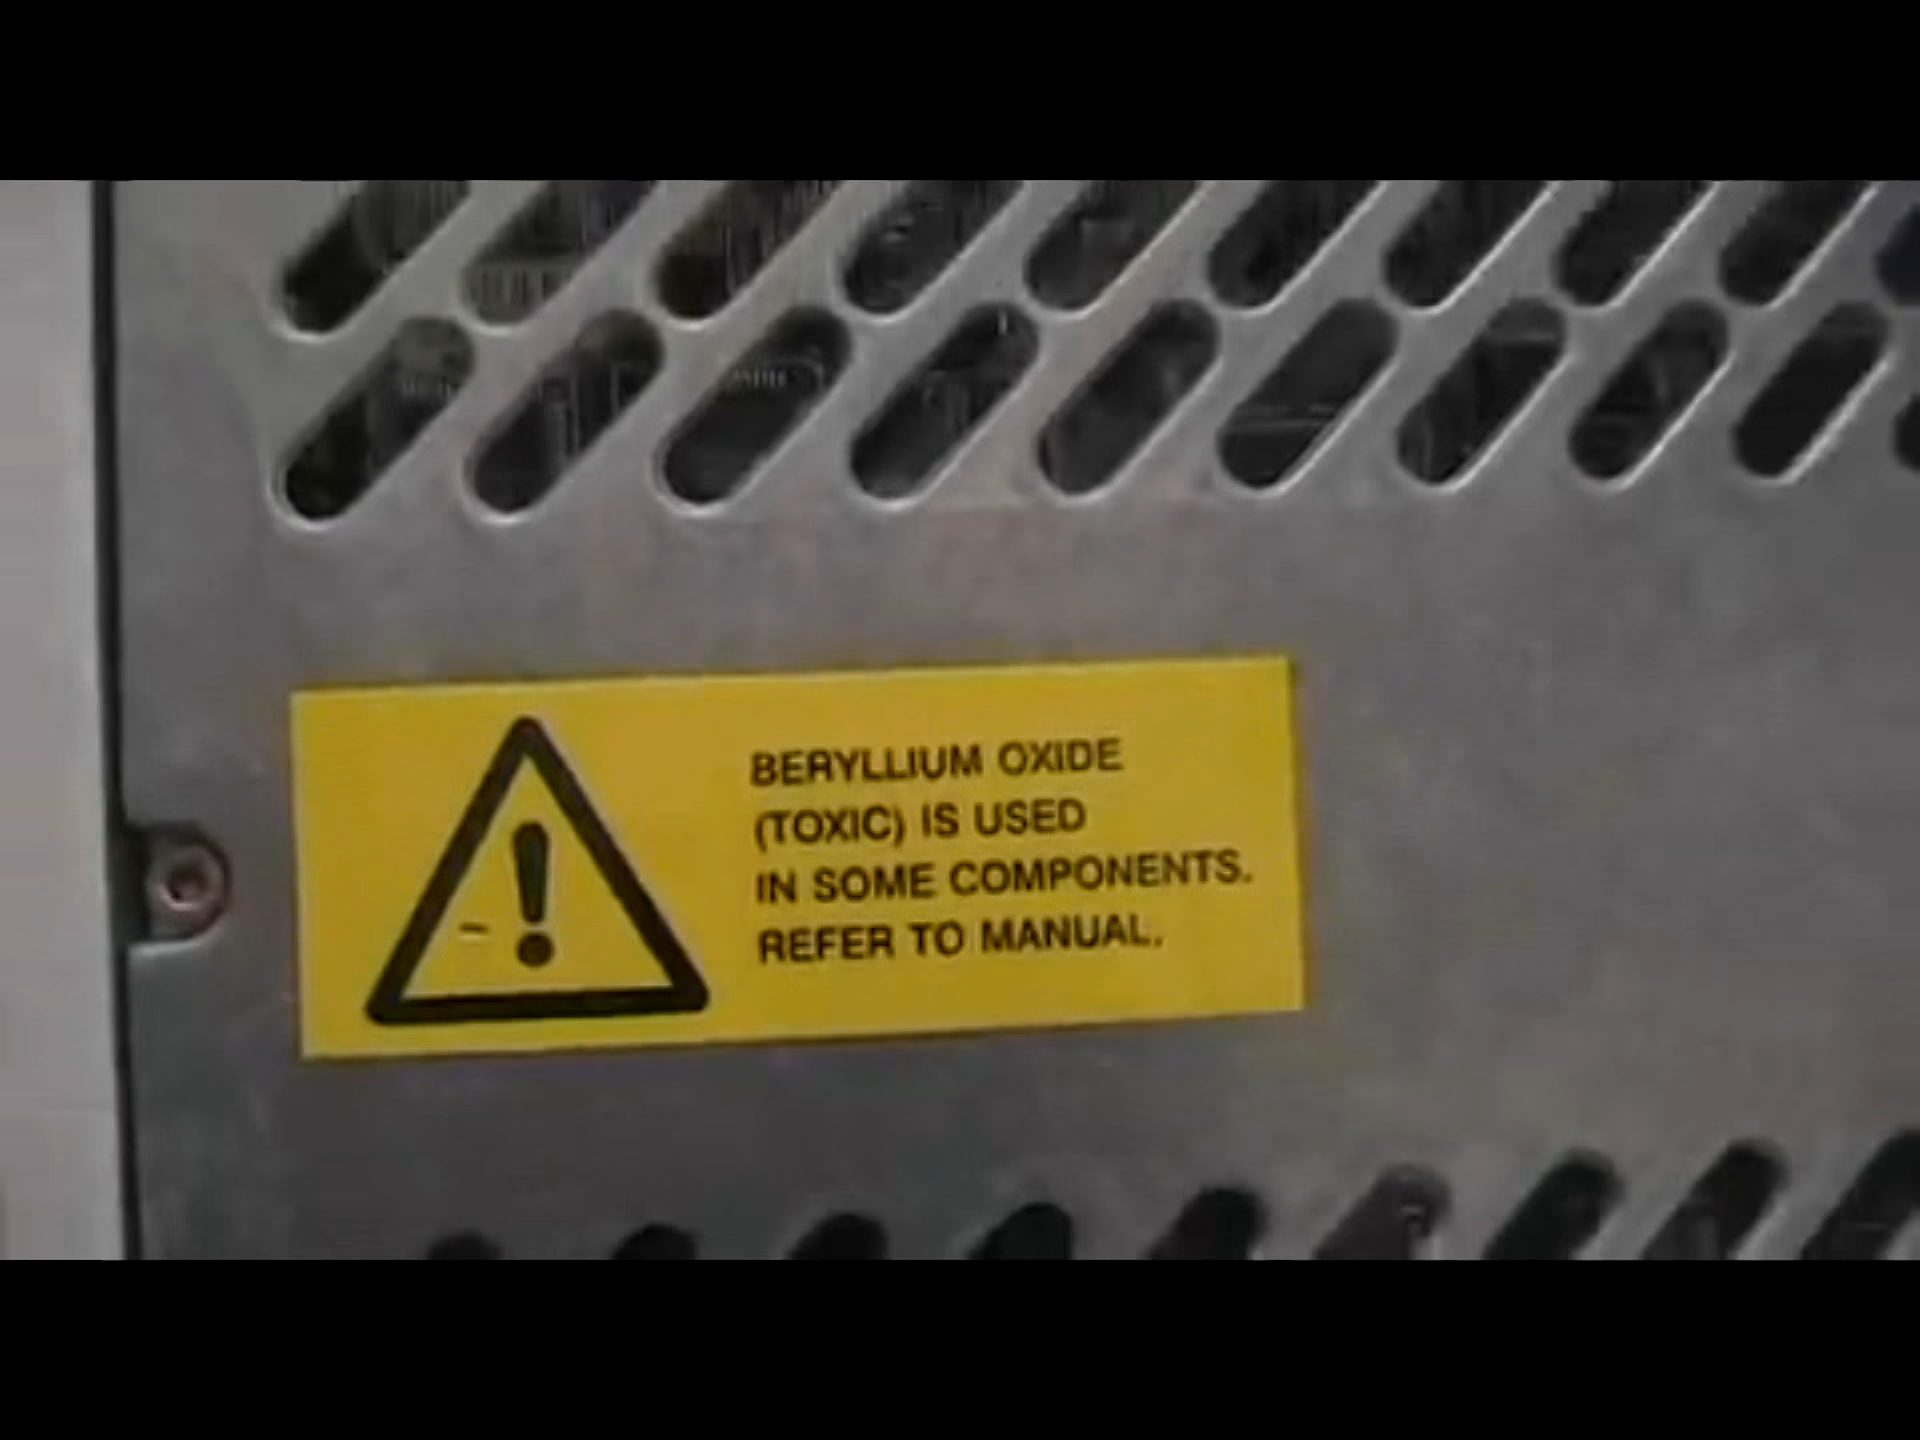 BERYLLIUM OXIDE
(TOXIC) IS USED
IN SOME COMPONENTS.
REFER TO MANUAL.